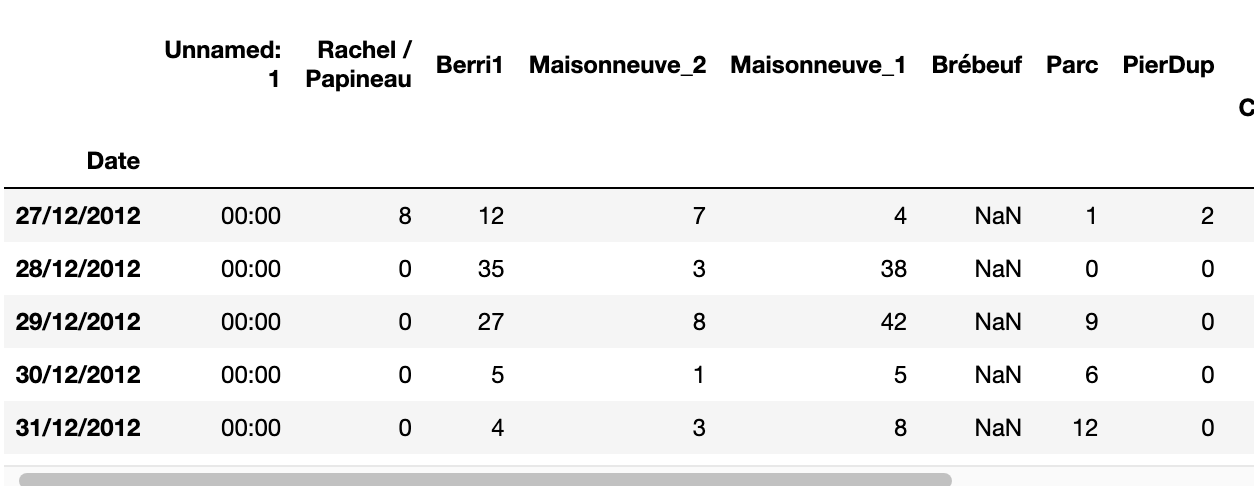 Unnamed: 1 Rachel / Papineau Berri1 Maisonneuve_2 Maisonneuve_1 Brébeuf Parc PierDup C
Date
27/12/2012 00:00 8 12 7 4 NaN 1 2
28/12/2012 00:00 0 35 3 38 NaN 0 0
29/12/2012 00:00 0 27 8 42 NaN 9 0
30/12/2012 00:00 0 5 1 5 NaN 6 0
31/12/2012 00:00 0 4 3 8 NaN 12 0